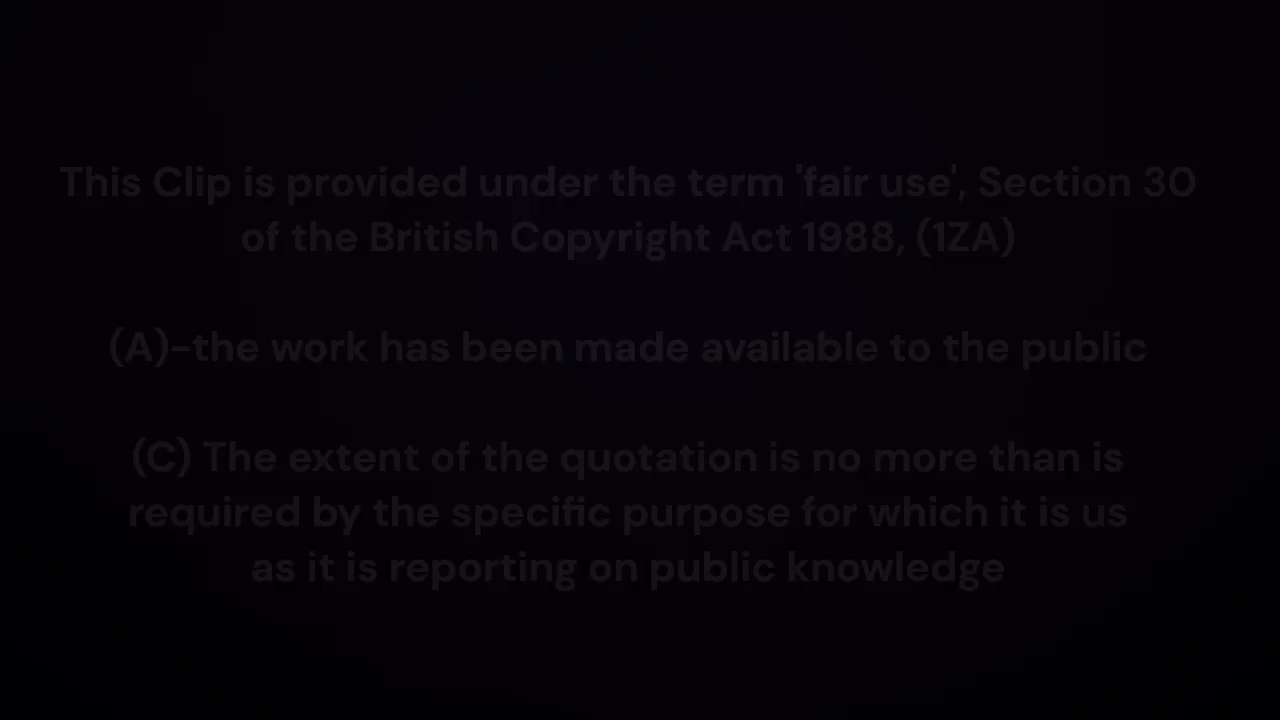 This Clip is provided under the term 'fair use', Section 30
of the British Copyright Act 1988, (1ZA)
(A)-the work has been made available to the public
(C) The extent of the quotation is no more than is
required by the specific purpose for which it is us
as it is reporting on public knowledge